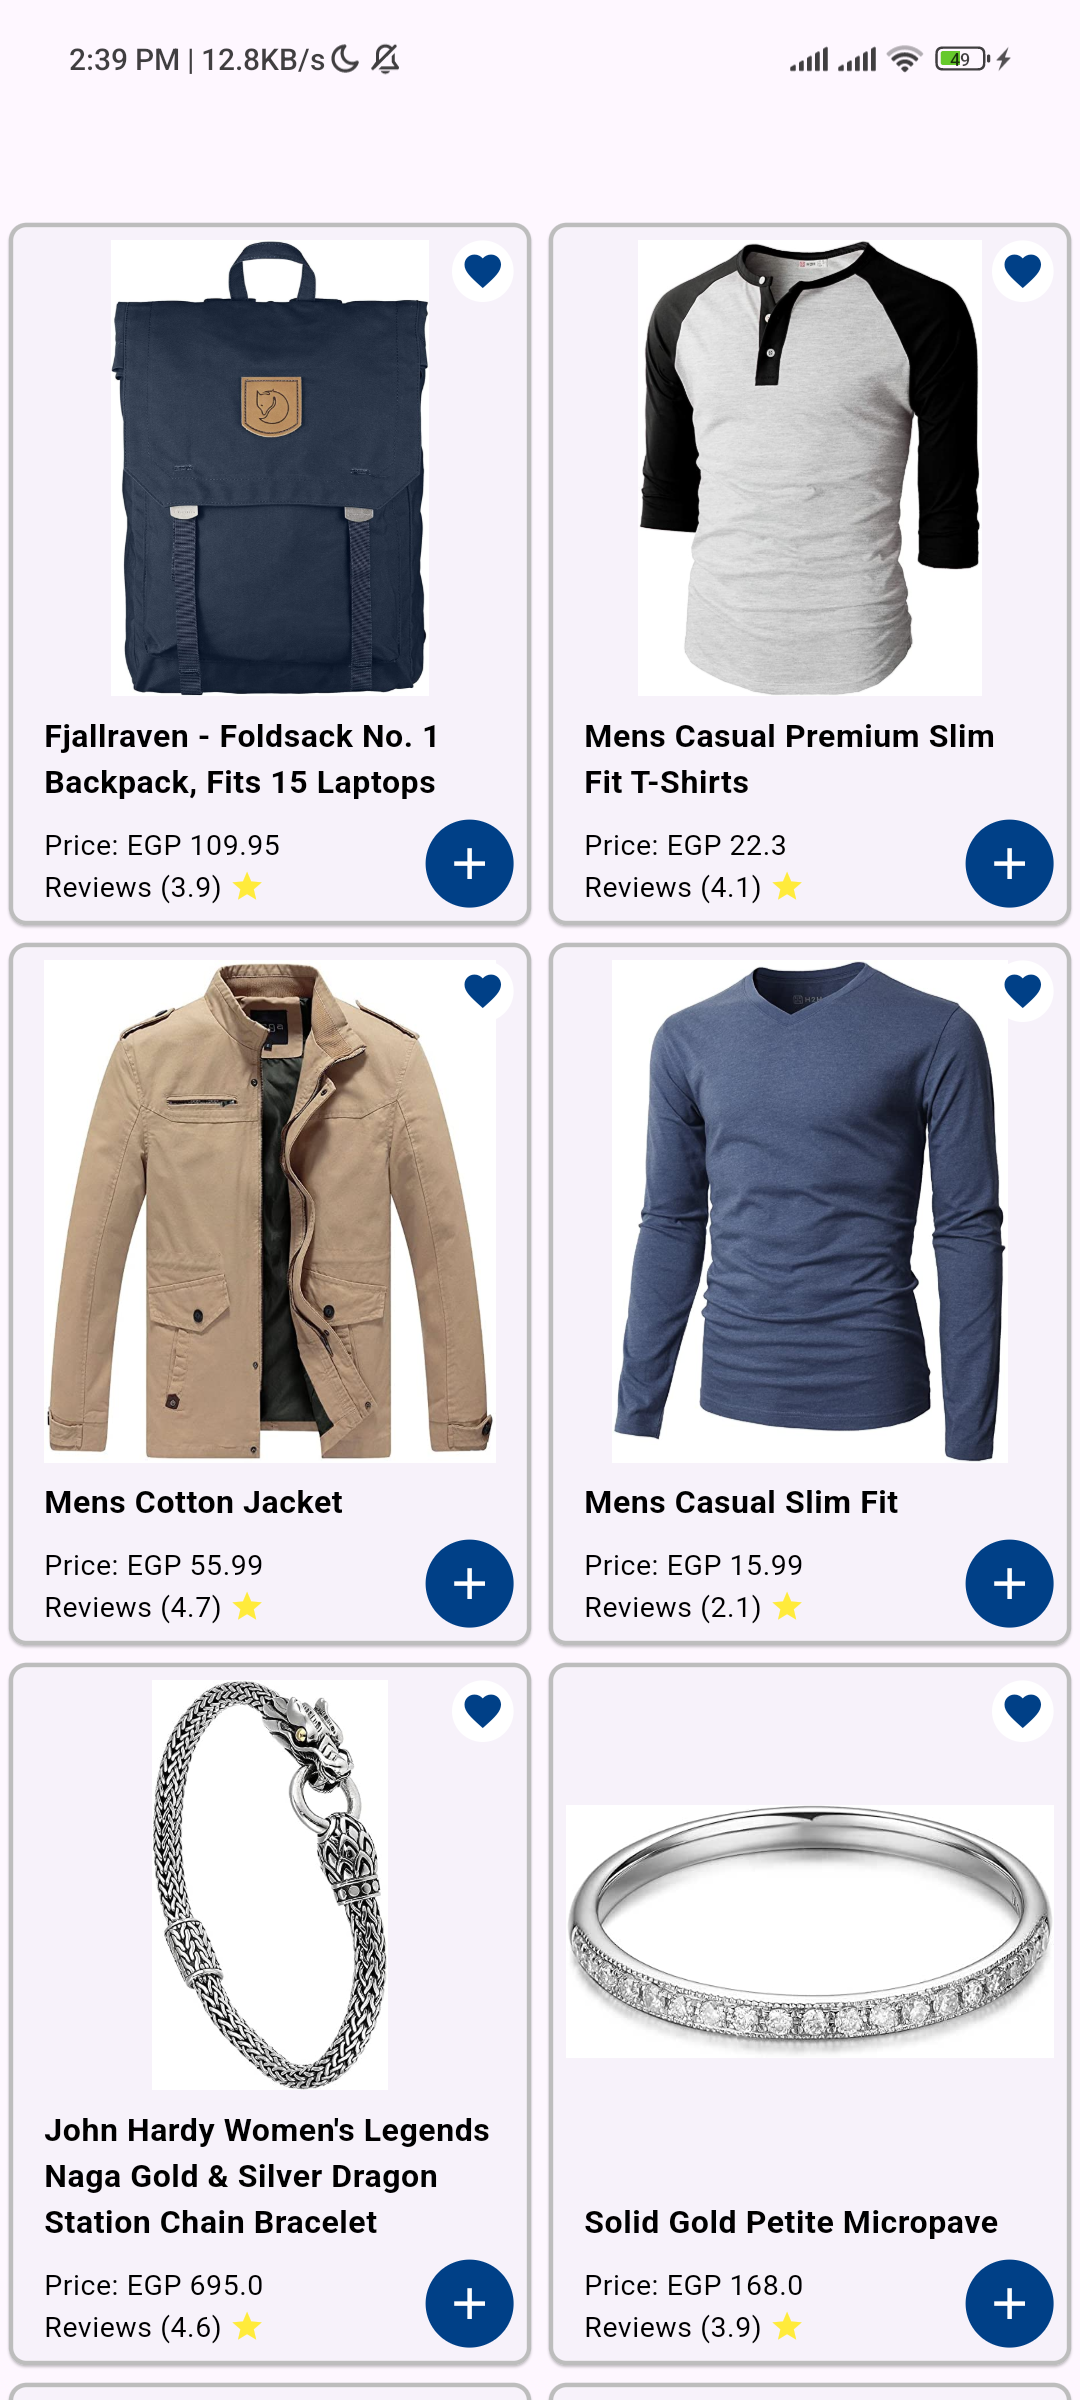 2:39 PM | 12.8KB/s
49
Fjallraven - Foldsack No. 1
Backpack, Fits 15 Laptops
Price: EGP 109.95
Reviews (3.9)
Mens Casual Premium Slim
Fit T-Shirts
Price: EGP 22.3
Reviews (4.1)
Mens Cotton Jacket
Price: EGP 55.99
Reviews (4.7)
Mens Casual Slim Fit
Price: EGP 15.99
Reviews (2.1)
John Hardy Women's Legends
Naga Gold & Silver Dragon
Station Chain Bracelet
Price: EGP 695.0
Reviews (4.6)
Solid Gold Petite Micropave
Price: EGP 168.0
Reviews (3.9)